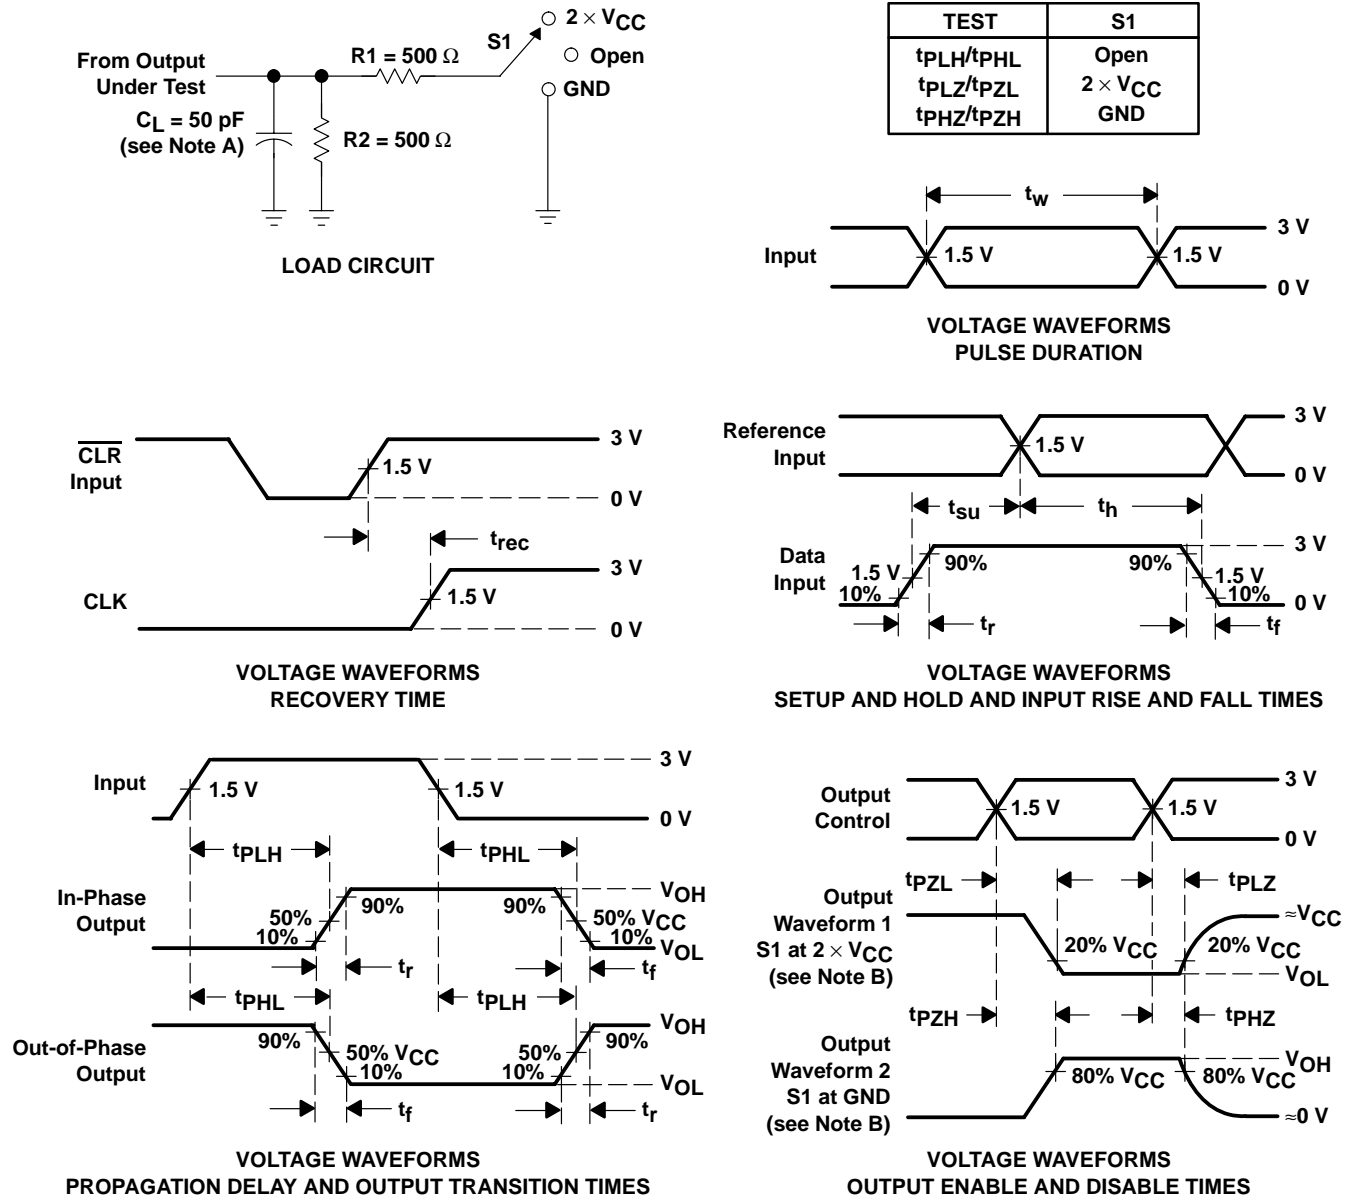 From Output
Under Test
CL = 50 pF
(see Note A)
R1 = 500 Ω
R2 = 500 Ω
S1
2 × VCC
Open
GND
LOAD CIRCUIT
TEST S1
tPLH/tPHL Open
tPLZ/tPZL 2 × VCC
tPHZ/tPZH GND
tw
Input
1.5 V
1.5 V
3 V
0 V
VOLTAGE WAVEFORMS
PULSE DURATION
CLR
Input
1.5 V
3 V
0 V
trec
CLK
1.5 V
3 V
0 V
VOLTAGE WAVEFORMS
RECOVERY TIME
Reference
Input
1.5 V
3 V
0 V
tsu
th
Data
Input
1.5 V
10%
90%
90%
1.5 V
10%
3 V
0 V
tr
tf
VOLTAGE WAVEFORMS
SETUP AND HOLD AND INPUT RISE AND FALL TIMES
Input
1.5 V
1.5 V
3 V
0 V
tPLH
tPHL
In-Phase
Output
50%
10%
90%
90%
50% VCC
10%
VOH
VOL
tr
tf
tPHL
tPLH
Out-of-Phase
Output
90%
50% VCC
10%
50%
10%
90%
VOH
VOL
tf
tr
VOLTAGE WAVEFORMS
PROPAGATION DELAY AND OUTPUT TRANSITION TIMES
Output
Control
1.5 V
1.5 V
3 V
0 V
tPZL
tPLZ
Output
Waveform 1
S1 at 2 × VCC
(see Note B)
20% VCC
20% VCC
≈VCC
VOL
tPZH
tPHZ
Output
Waveform 2
S1 at GND
(see Note B)
80% VCC
80% VCC
VOH
≈0 V
VOLTAGE WAVEFORMS
OUTPUT ENABLE AND DISABLE TIMES